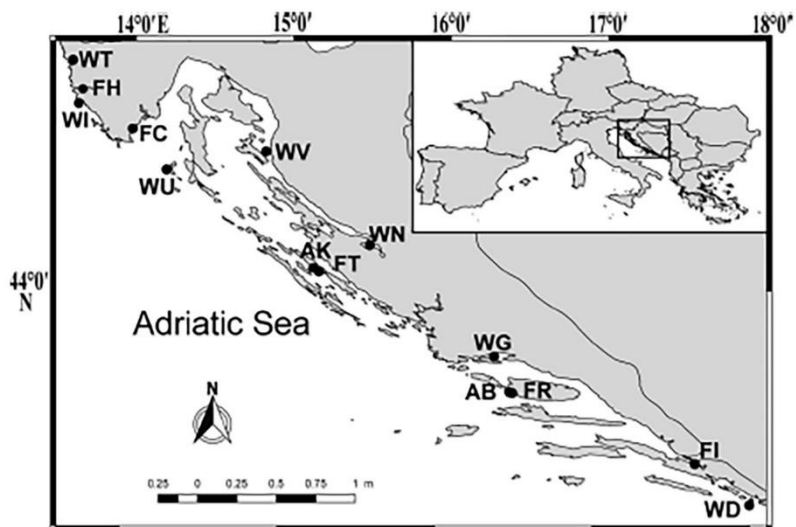 14°0' 15°0' 16°0' 17°0' 18°0'
WT
FH
WI
FC
WV
WU
WN
AK
FT
44°0'
N
Adriatic Sea
WG
N
AB FR
FI
0.25 0 0.25 0.50 0.75 1 m
WD